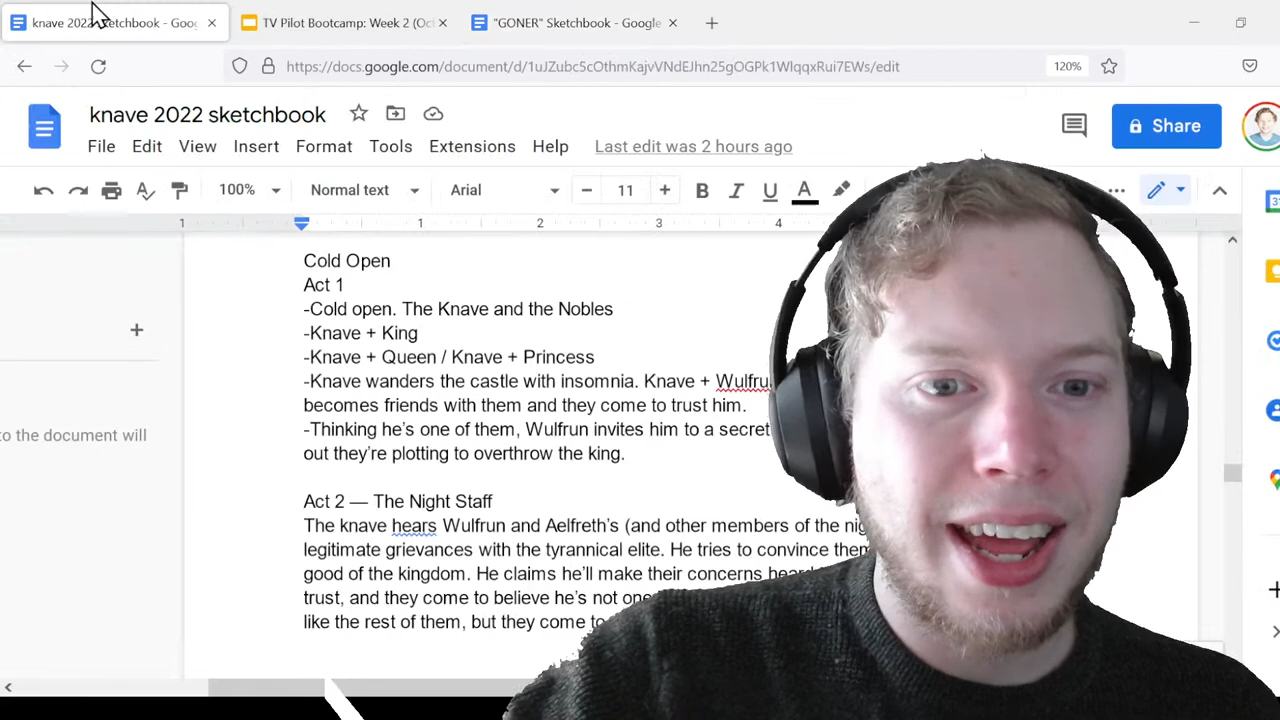 knave 2022 sketchbook - Goog
TV Pilot Bootcamp: Week 2 (Oct
"GONER" Sketchbook - Google
https://docs.google.com/document/d/1uJZubc5cOthmKajvVNdEJhn25gOGPk1WlqqxRui7EWs/edit
120%
knave 2022 sketchbook
File Edit View Insert Format Tools Extensions Help Last edit was 2 hours ago
Share
100% Normal text Arial 11 B I U A
1 1 2 3 4
Cold Open
Act 1
-Cold open. The Knave and the Nobles
-Knave + King
-Knave + Queen / Knave + Princess
-Knave wanders the castle with insomnia. Knave + Wulfru
becomes friends with them and they come to trust him.
-Thinking he's one of them, Wulfrun invites him to a secret
out they're plotting to overthrow the king.
to the document will
Act 2 — The Night Staff
The knave hears Wulfrun and Aelfreth's (and other members of the nig
legitimate grievances with the tyrannical elite. He tries to convince them
good of the kingdom. He claims he'll make their concerns heard
trust, and they come to believe he's not one
like the rest of them, but they come to